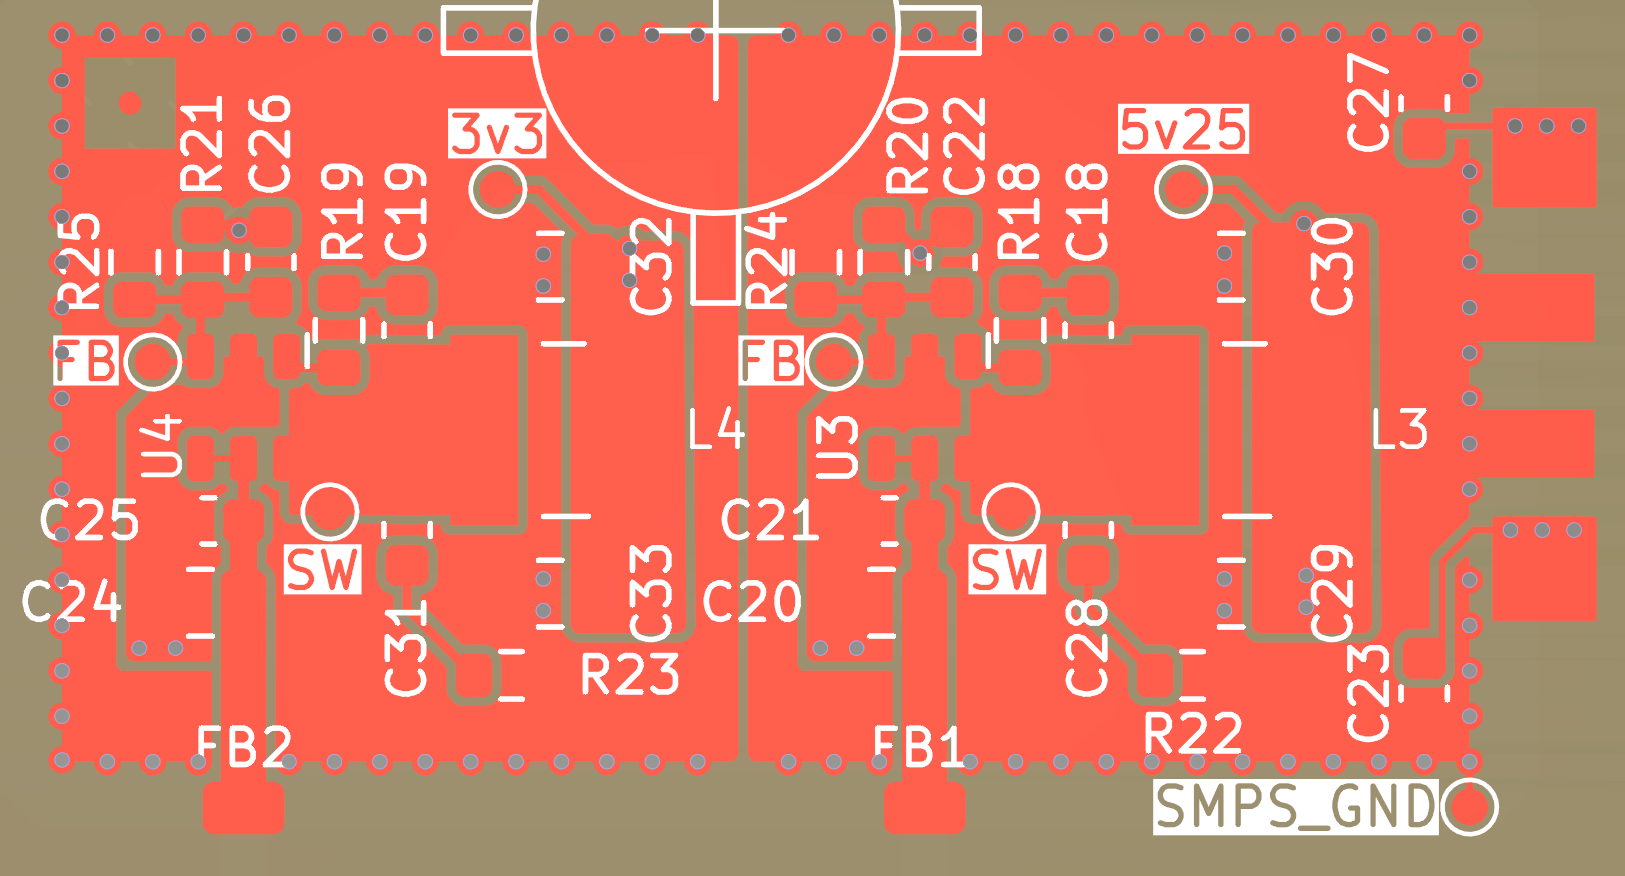 C27
R21
C26
3v3
R20
C22
5v25
R19
C19
R18
C18
R25
C32
R24
C30
FB
FB
U4
L4
U3
L3
C25
C21
SW
SW
C24
C33
C20
C29
C31
R23
C28
C23
FB2
FB1
R22
SMPS_GND